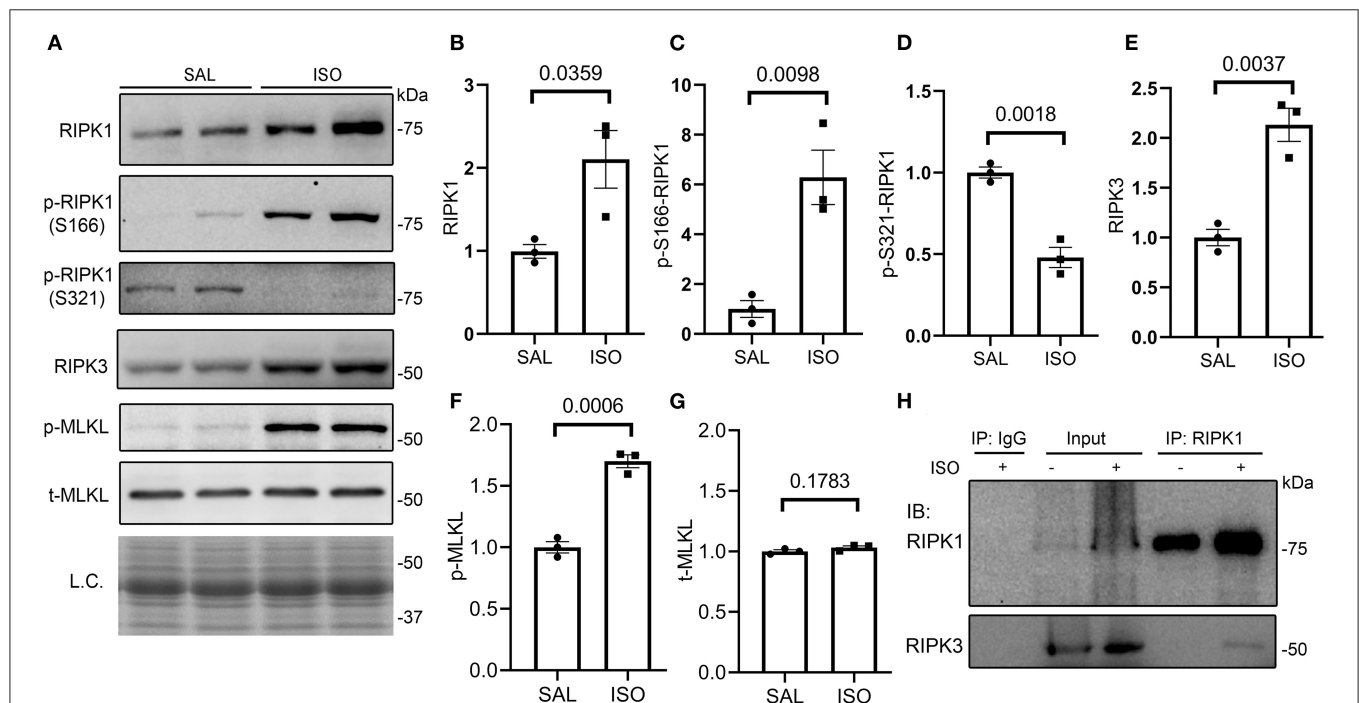 A
SAL ISO
kDa
RIPK1 -75
p-RIPK1
(S166) -75
p-RIPK1
(S321) -75
RIPK3 -50
p-MLKL -50
t-MLKL -50
L.C. -50
-37
B
0.0359
RIPK1
3
2
1
0
SAL ISO
C
0.0098
p-S166-RIPK1
10
8
6
4
2
0
SAL ISO
D
0.0018
p-S321-RIPK1
1.5
1.0
0.5
0.0
SAL ISO
E
0.0037
RIPK3
2.5
2.0
1.5
1.0
0.5
0.0
SAL ISO
F
0.0006
p-MLKL
2.0
1.5
1.0
0.5
0.0
SAL ISO
G
0.1783
t-MLKL
2.0
1.5
1.0
0.5
0.0
SAL ISO
H
IP: IgG Input IP: RIPK1
ISO + - + - +
kDa
IB:
RIPK1 -75
RIPK3 -50